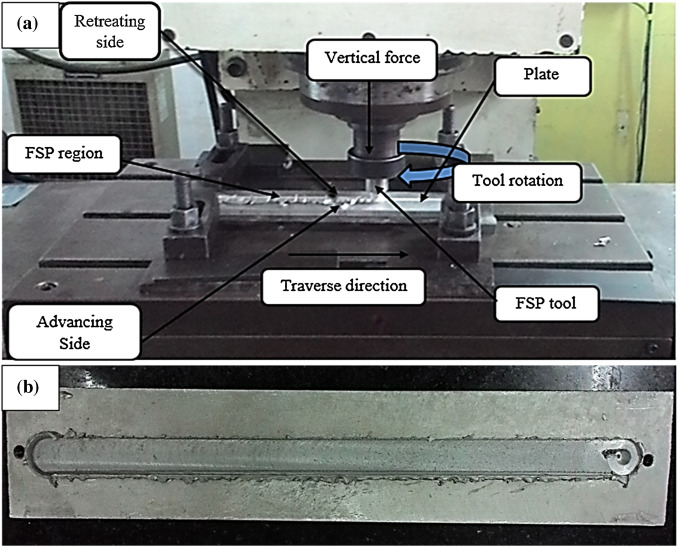 (a)
Retreating
side
Vertical force
Plate
FSP region
Tool rotation
Traverse direction
FSP tool
Advancing
Side
(b)